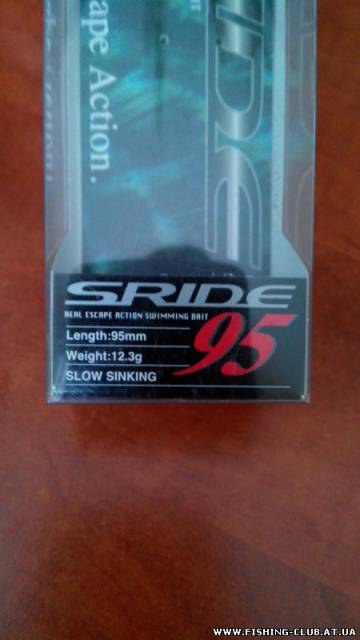 ape Action.
SRIDE
REAL ESCAPE ACTION SWIMMING BAIT
Length:95mm
Weight:12.3g
SLOW SINKING
95
WWW.FISHING-CLUB.AT.UA